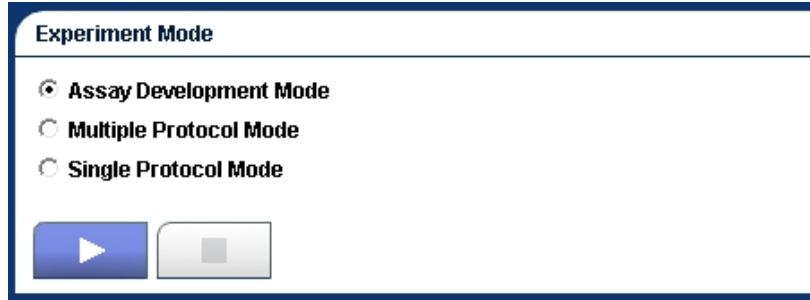 Experiment Mode
Assay Development Mode
Multiple Protocol Mode
Single Protocol Mode